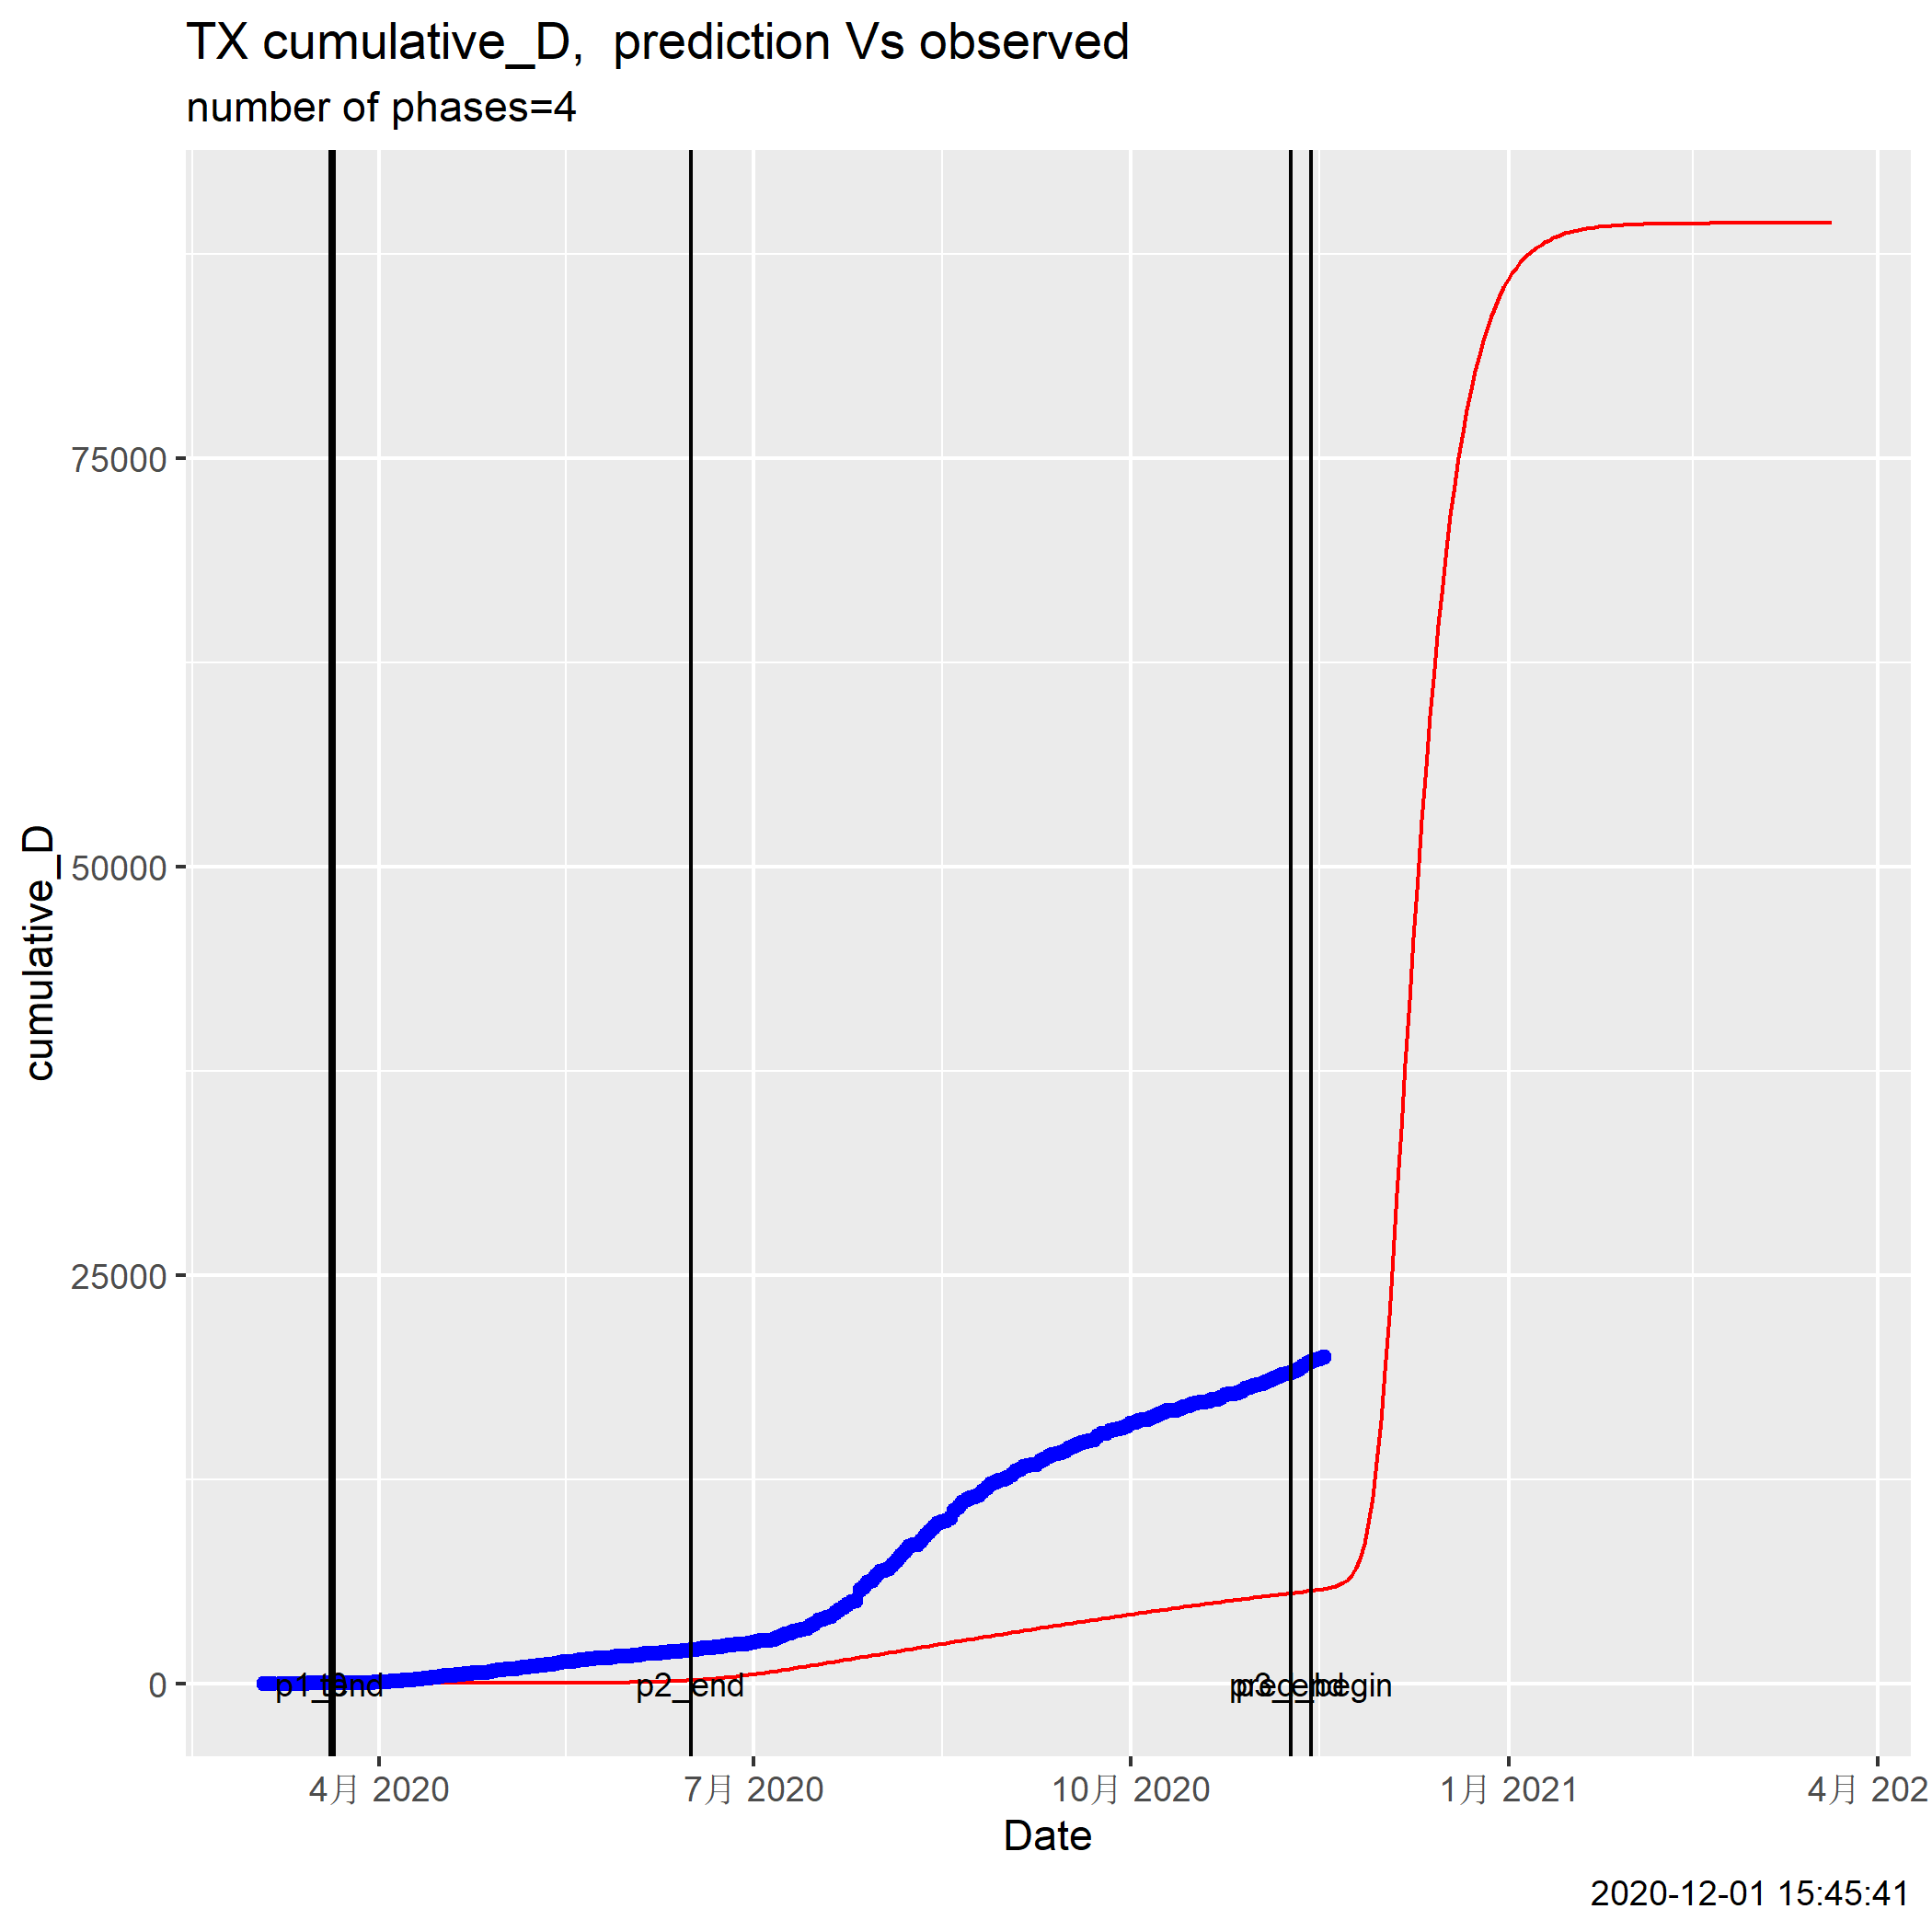 TX cumulative_D,  prediction Vs observed
number of phases=4
cumulative_D
75000
50000
25000
0
p2_end
4月 2020
7月 2020
10月 2020
1月 2021
4月 202
Date
2020-12-01 15:45:41